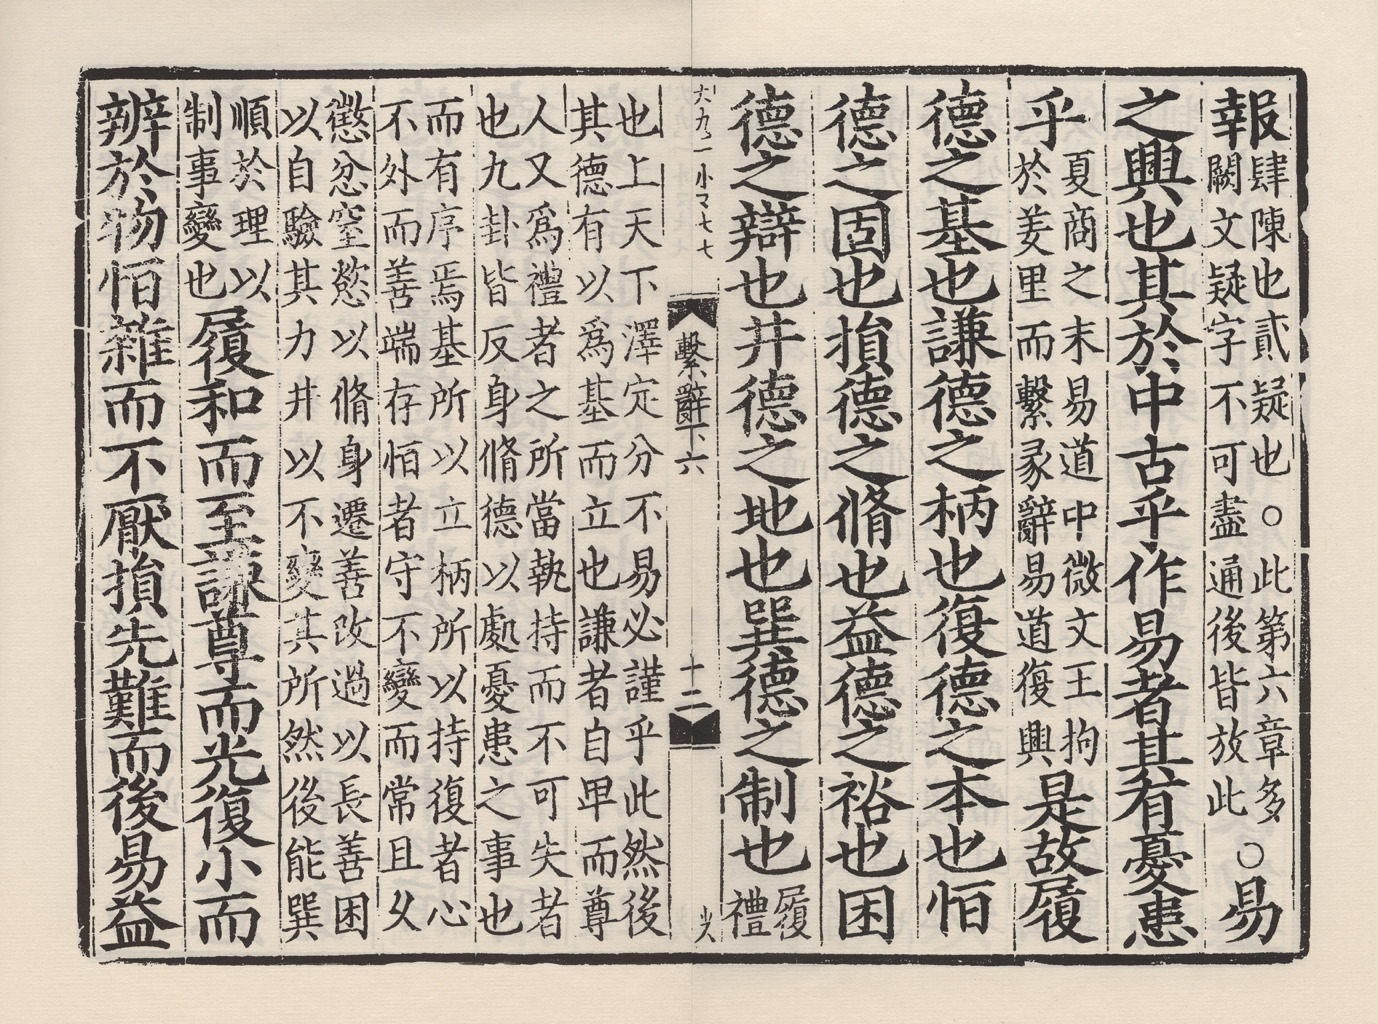 報
肆陳也貳疑也○此第六章多
闕文疑字不可盡通後皆放此
○易
之興也其於中古乎作易者其有憂患
乎
夏商之末易道中微文王拘
於羑里而繫彖辭易道復興
是故履
德之基也謙德之柄也復德之本也恒
德之固也損德之脩也益德之裕也困
德之辯也井德之地也巽德之制也
履
禮
大九二 小四七七
繫辭下六
十二
也上天下澤定分不易必謹乎此然後
其德有以爲基而立也謙者自卑而尊
人又爲禮者之所當執持而不可失者
也九卦皆反身脩德以處憂患之事也
而有序焉基所以立柄所以持復者心
不外而善端存恒者守不變而常且久
懲忿窒慾以脩身遷善改過以長善困
以自驗其力井以不變其所然後能巽
順於理以
制事變也
履和而至謙尊而光復小而
辨於物恒雜而不厭損先難而後易益